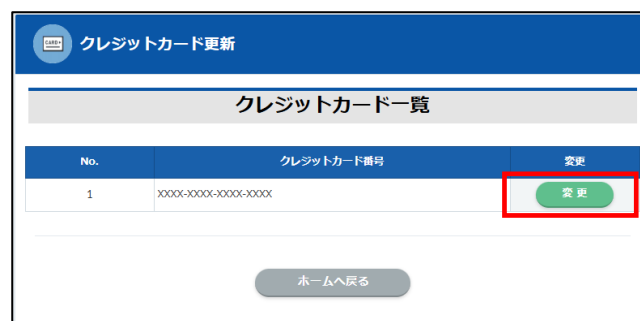 CARD+
クレジットカード更新
クレジットカード一覧
No. クレジットカード番号 変更
1 XXXX-XXXX-XXXX-XXXX 変 更
ホームへ戻る